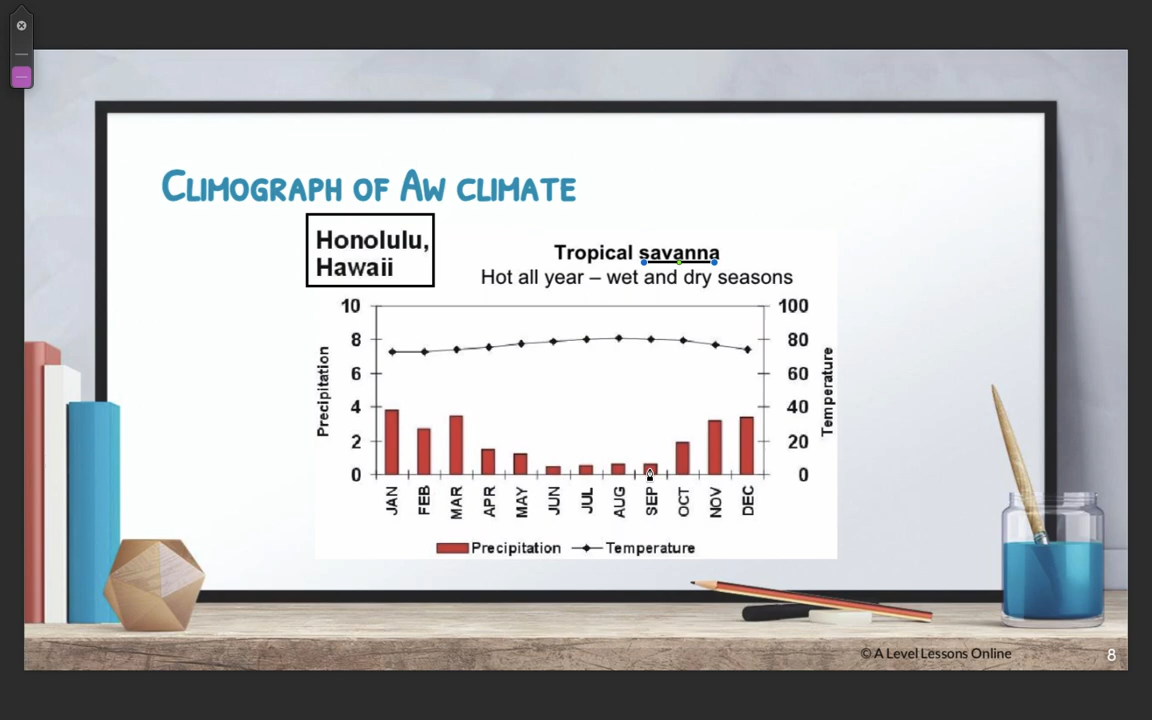 Climograph of Aw climate
Honolulu,
Hawaii
Tropical savanna
Hot all year – wet and dry seasons
10
8
6
4
2
0
Precipitation
100
80
60
40
20
0
Temperature
JAN FEB MAR APR MAY JUN JUL AUG SEP OCT NOV DEC
Precipitation Temperature
© A Level Lessons Online
8